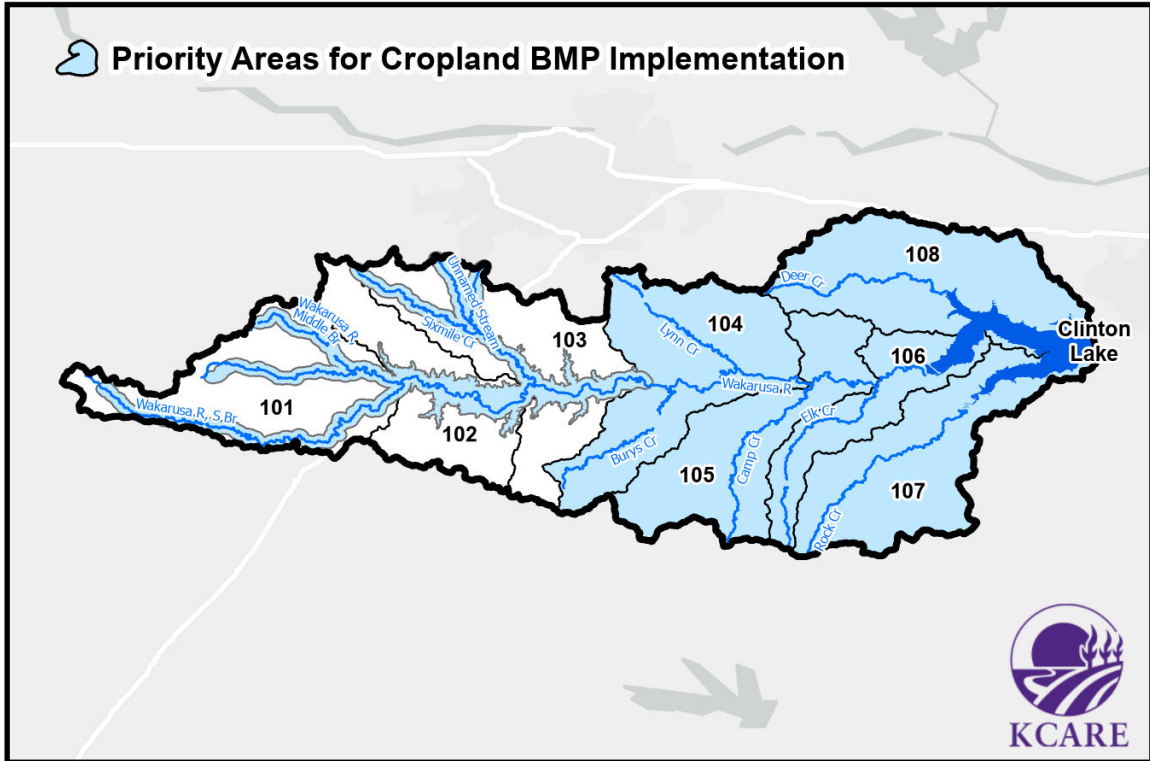 Priority Areas for Cropland BMP Implementation
108
Deer Cr
Unnamed Stream
Wakarusa R
Middle Br
Sixmile Cr
103
Lynn Cr
104
106
Clinton
Lake
Wakarusa R
Wakarusa R, S Br
101
102
Burys Cr
105
Camp Cr
Elk Cr
107
Rock Cr
KCARE